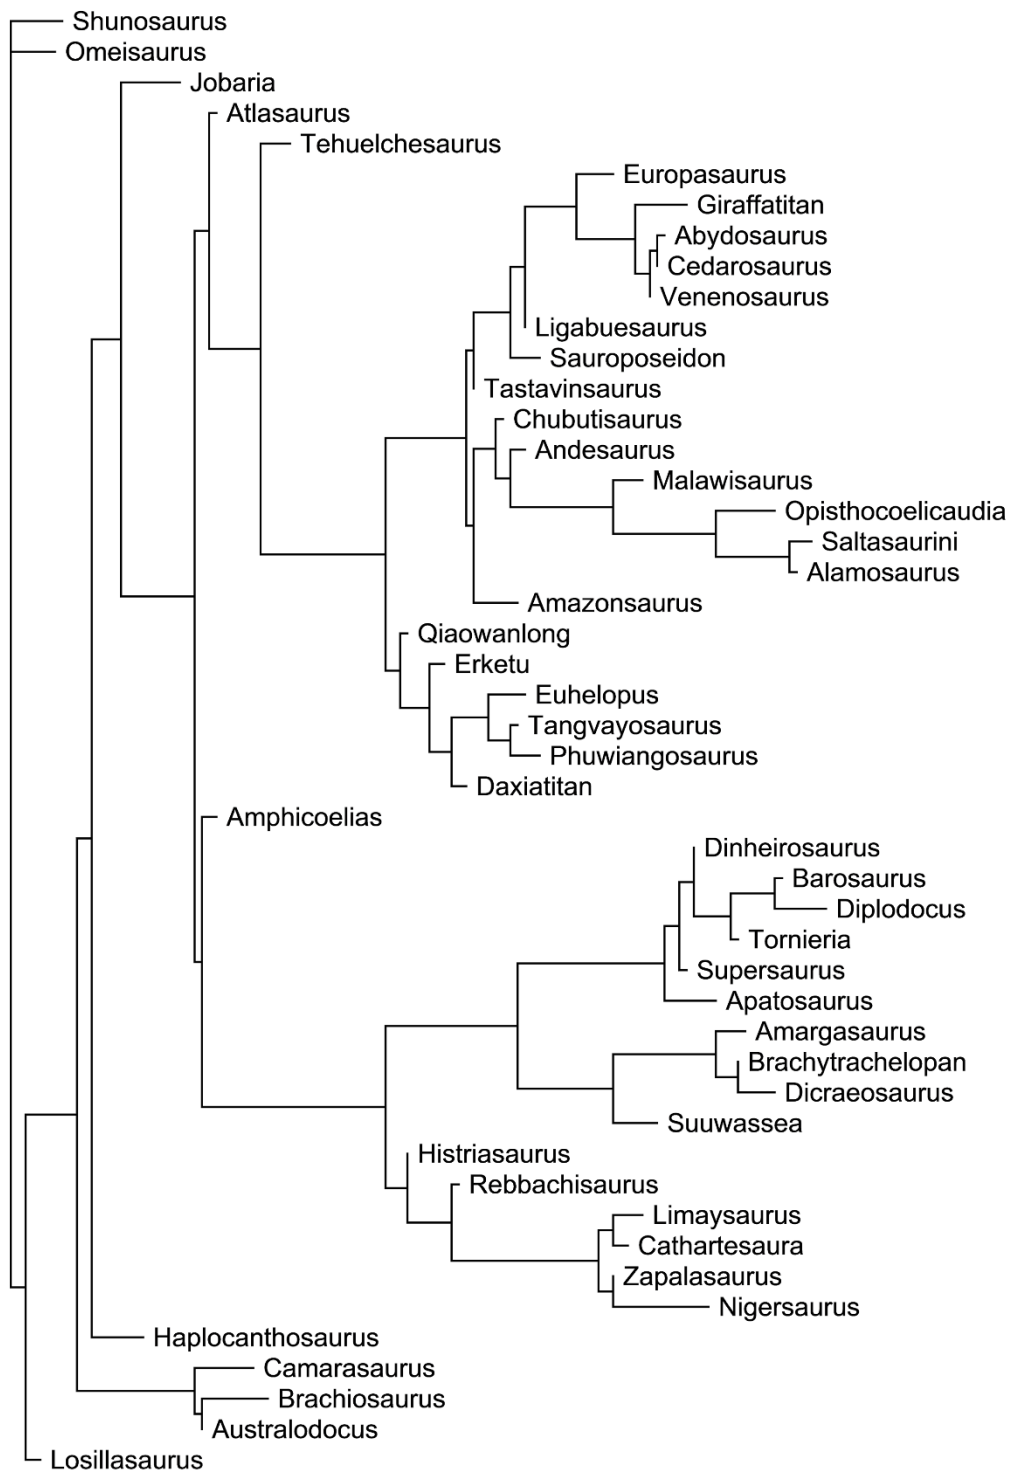 Shunosaurus
Omeisaurus
Jobaria
Atlasaurus
Tehuelchesaurus
Europasaurus
Giraffatitan
Abydosaurus
Cedarosaurus
Venenosaurus
Ligabuesaurus
Sauroposeidon
Tastavinsaurus
Chubutisaurus
Andesaurus
Malawisaurus
Opisthocoelicaudia
Saltasaurini
Alamosaurus
Amazonsaurus
Qiaowanlong
Erketu
Euhelopus
Tangvayosaurus
Phuwiangosaurus
Daxiatitan
Amphicoelias
Dinheirosaurus
Barosaurus
Diplodocus
Tornieria
Supersaurus
Apatosaurus
Amargasaurus
Brachytrachelopan
Dicraeosaurus
Suuwassea
Histriasaurus
Rebbachisaurus
Limaysaurus
Cathartesaura
Zapalasaurus
Nigersaurus
Haplocanthosaurus
Camarasaurus
Brachiosaurus
Australodocus
Losillasaurus